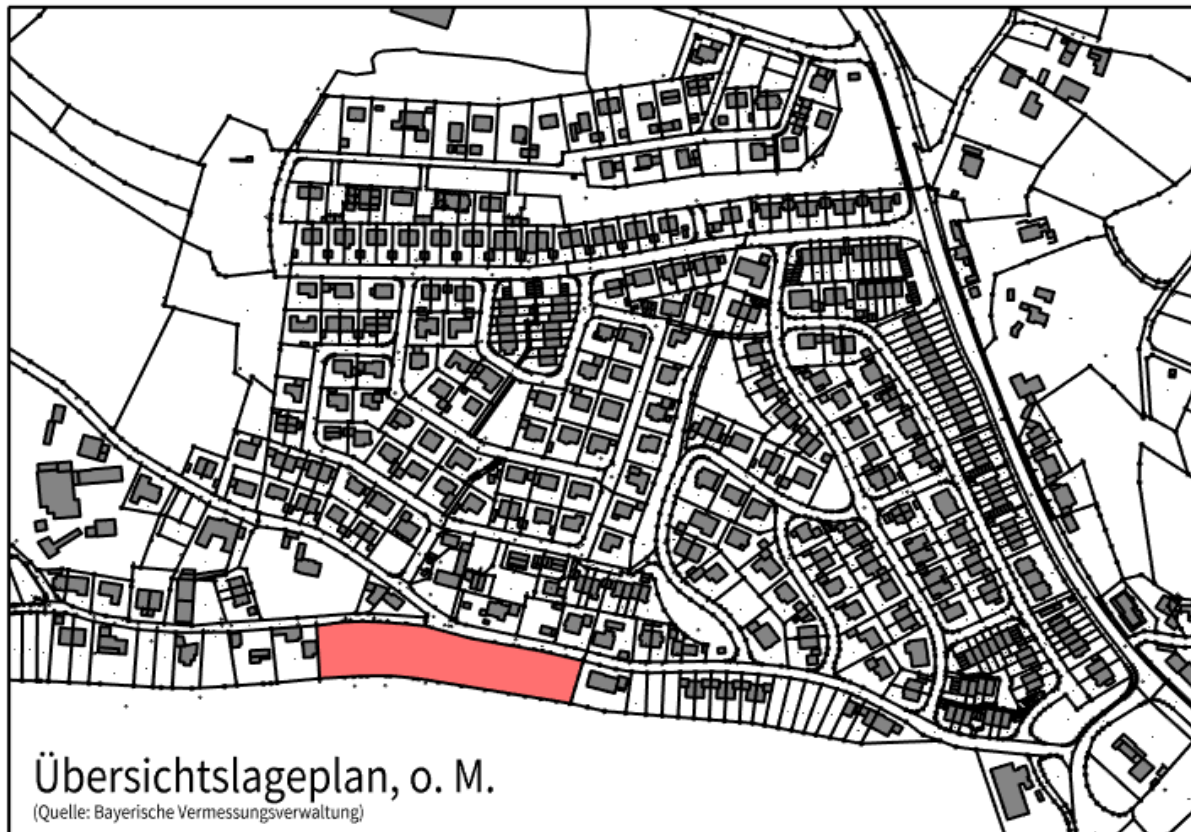 Übersichtslageplan, o. M.
(Quelle: Bayerische Vermessungsverwaltung)